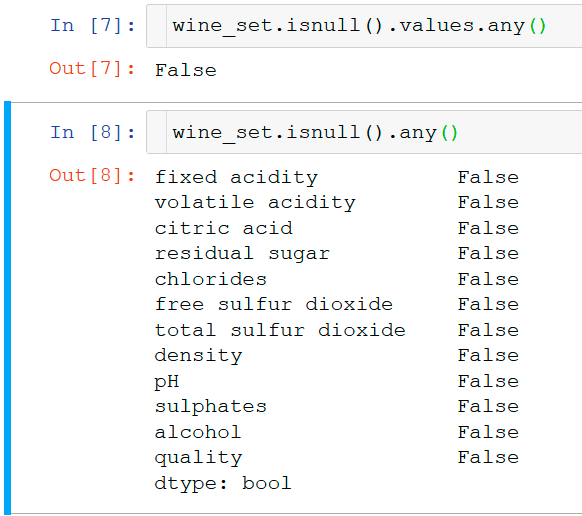 In [7]: wine_set.isnull().values.any()
Out[7]: False
In [8]: wine_set.isnull().any()
Out[8]: fixed acidity False
volatile acidity False
citric acid False
residual sugar False
chlorides False
free sulfur dioxide False
total sulfur dioxide False
density False
pH False
sulphates False
alcohol False
quality False
dtype: bool